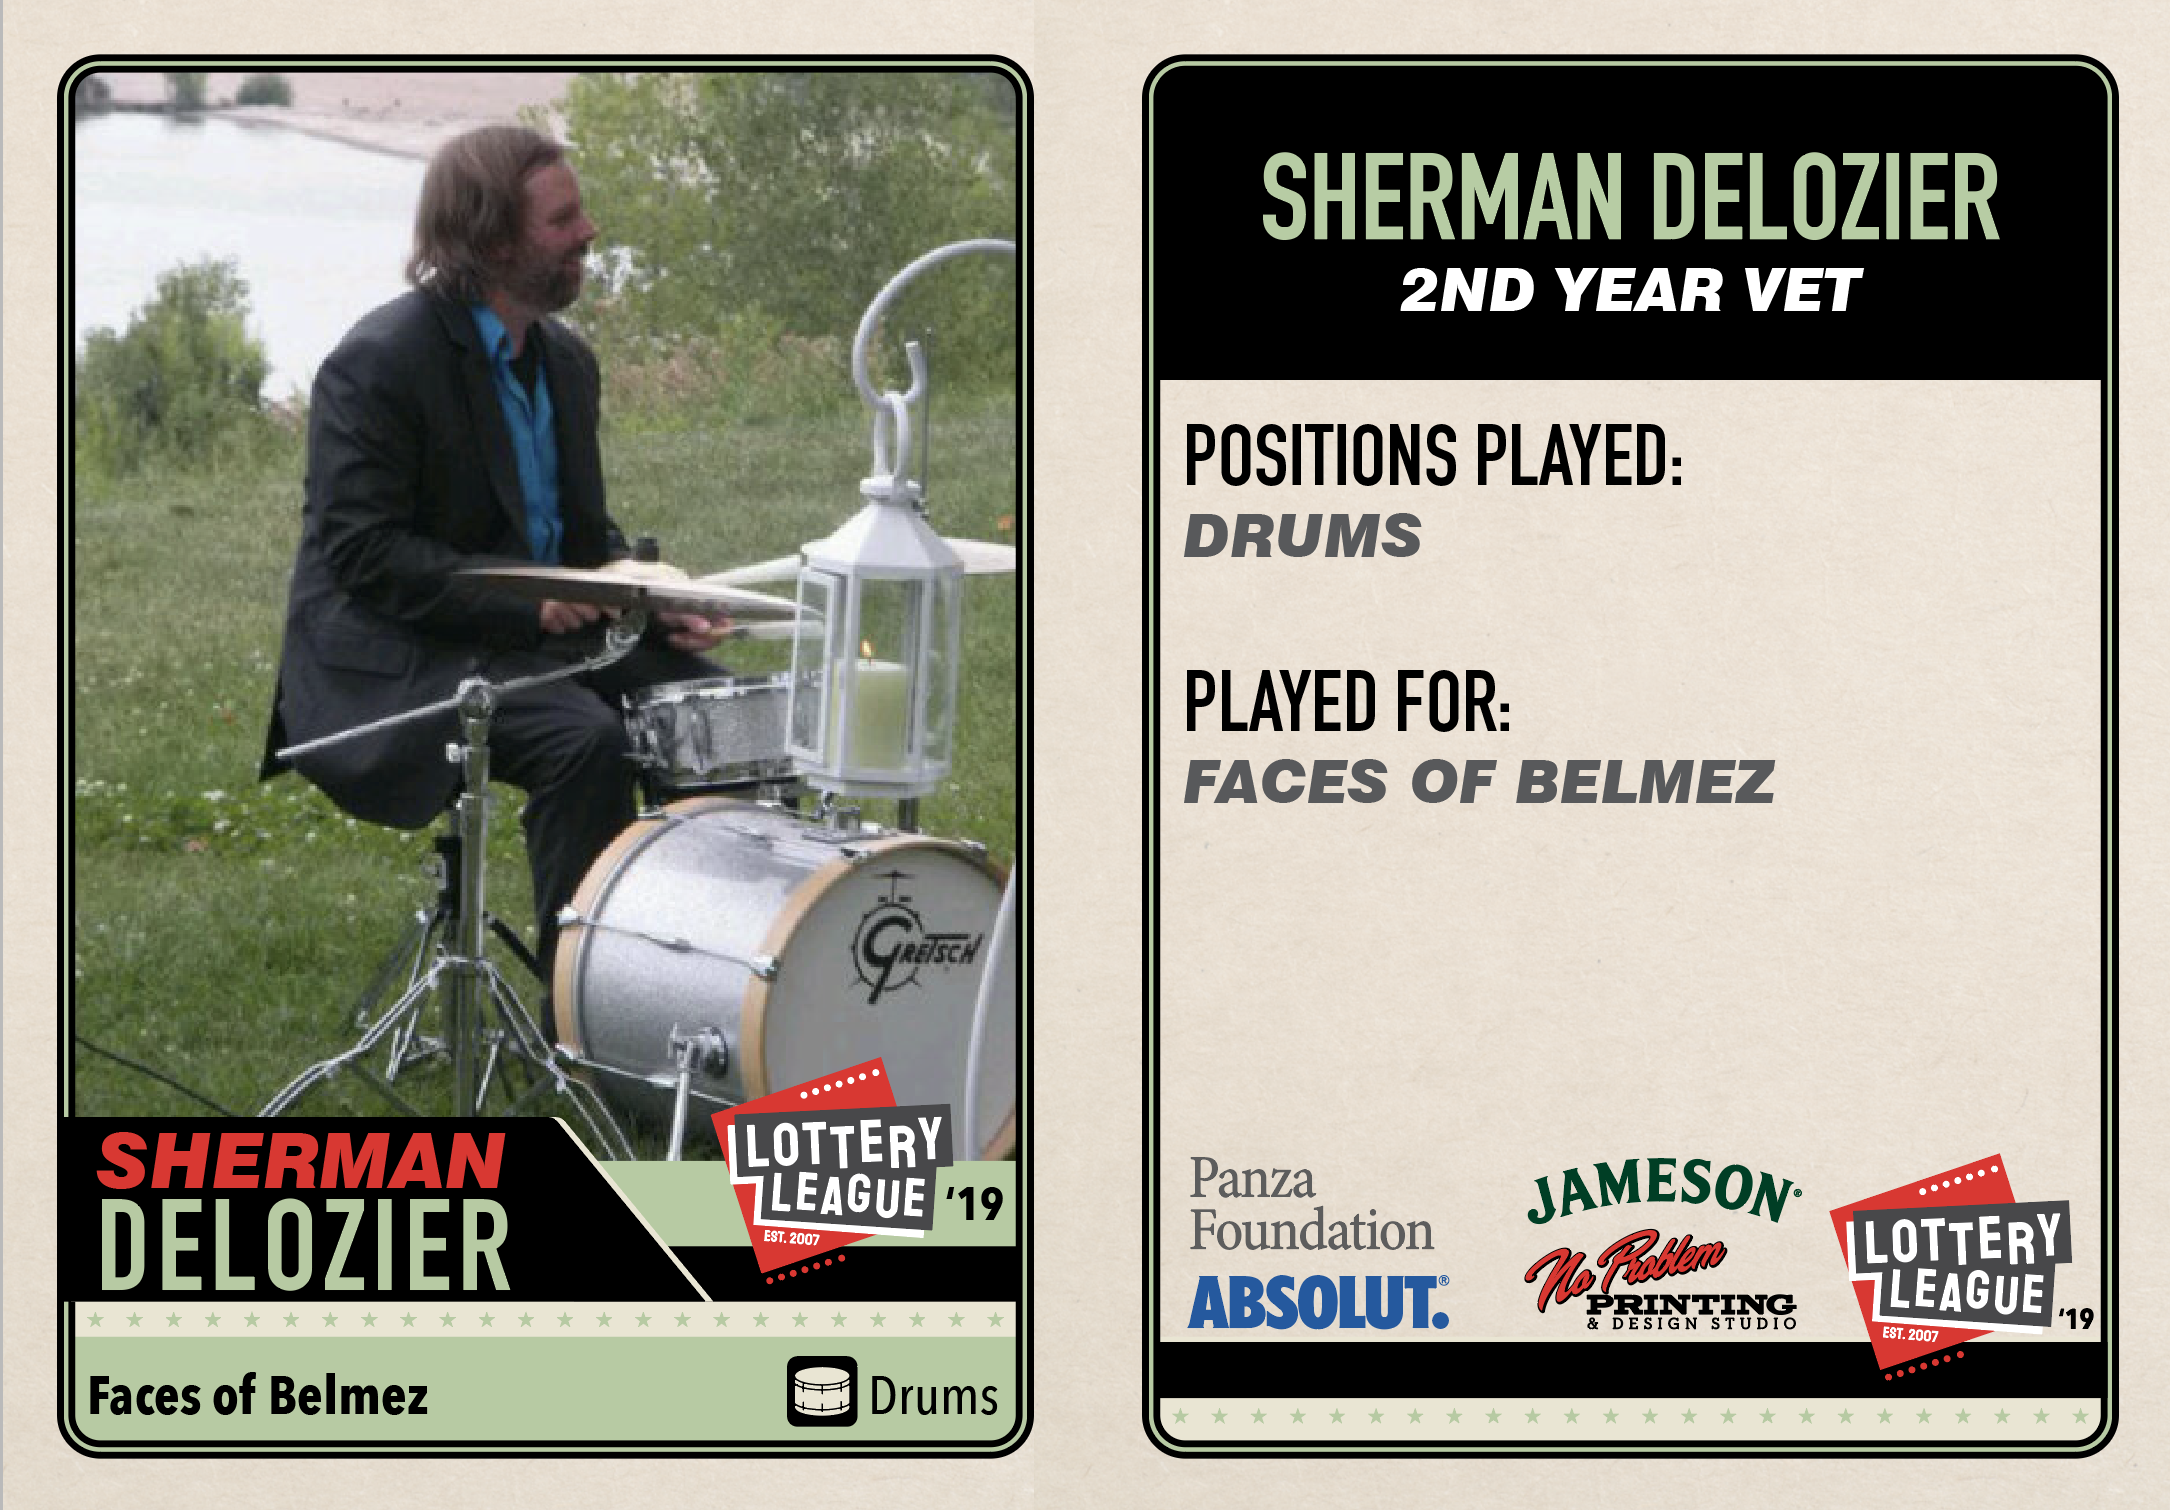 GRETSCH
SHERMAN
DELOZIER
LOTTERY
LEAGUE
EST. 2007
'19
Faces of Belmez
Drums
SHERMAN DELOZIER
2ND YEAR VET
POSITIONS PLAYED:
DRUMS
PLAYED FOR:
FACES OF BELMEZ
Panza
Foundation
ABSOLUT.®
JAMESON®
No Problem
PRINTING
& DESIGN STUDIO
LOTTERY
LEAGUE
EST. 2007
'19